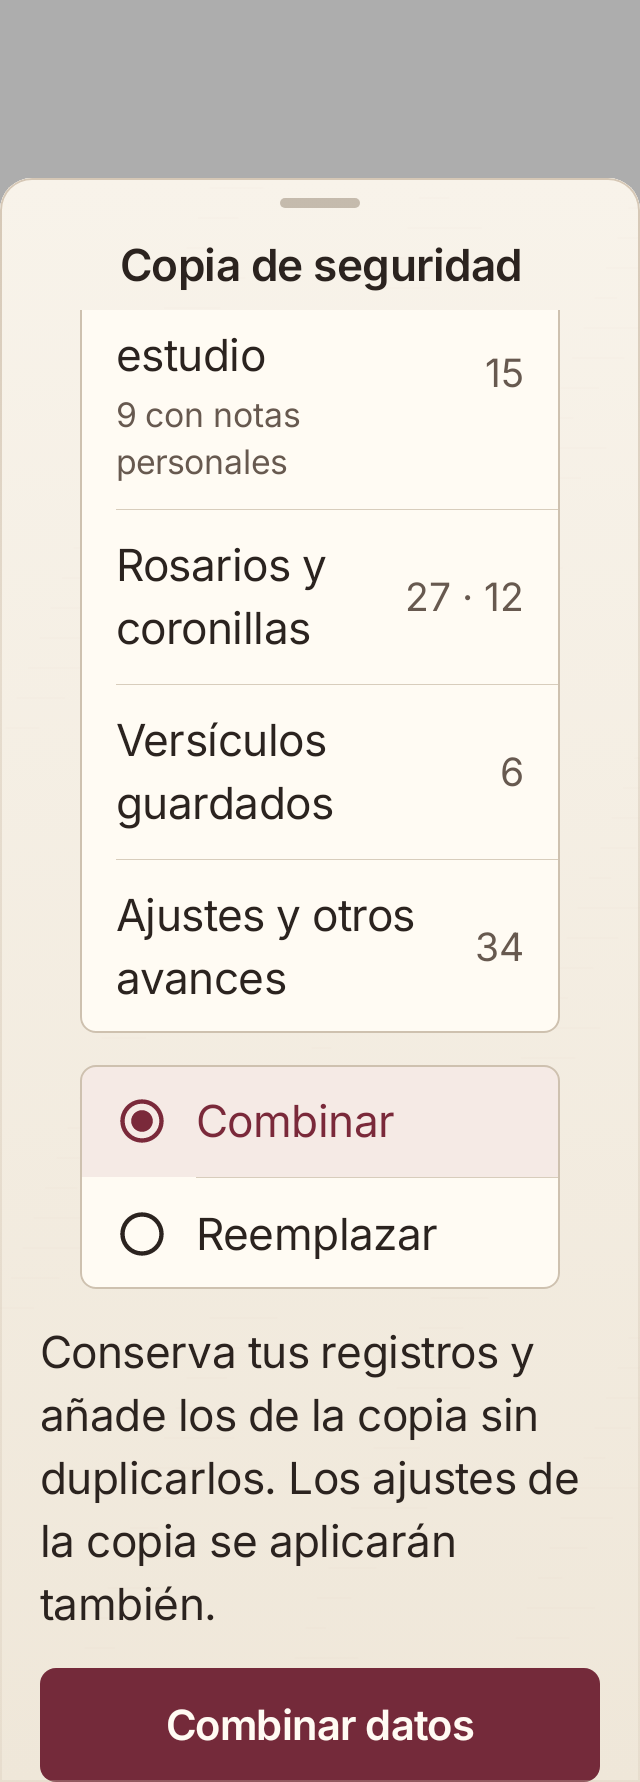 Copia de seguridad
estudio
15
9 con notas
personales
Rosarios y
coronillas
27 · 12
Versículos
guardados
6
Ajustes y otros
avances
34
Combinar
Reemplazar
Conserva tus registros y
añade los de la copia sin
duplicarlos. Los ajustes de
la copia se aplicarán
también.
Combinar datos